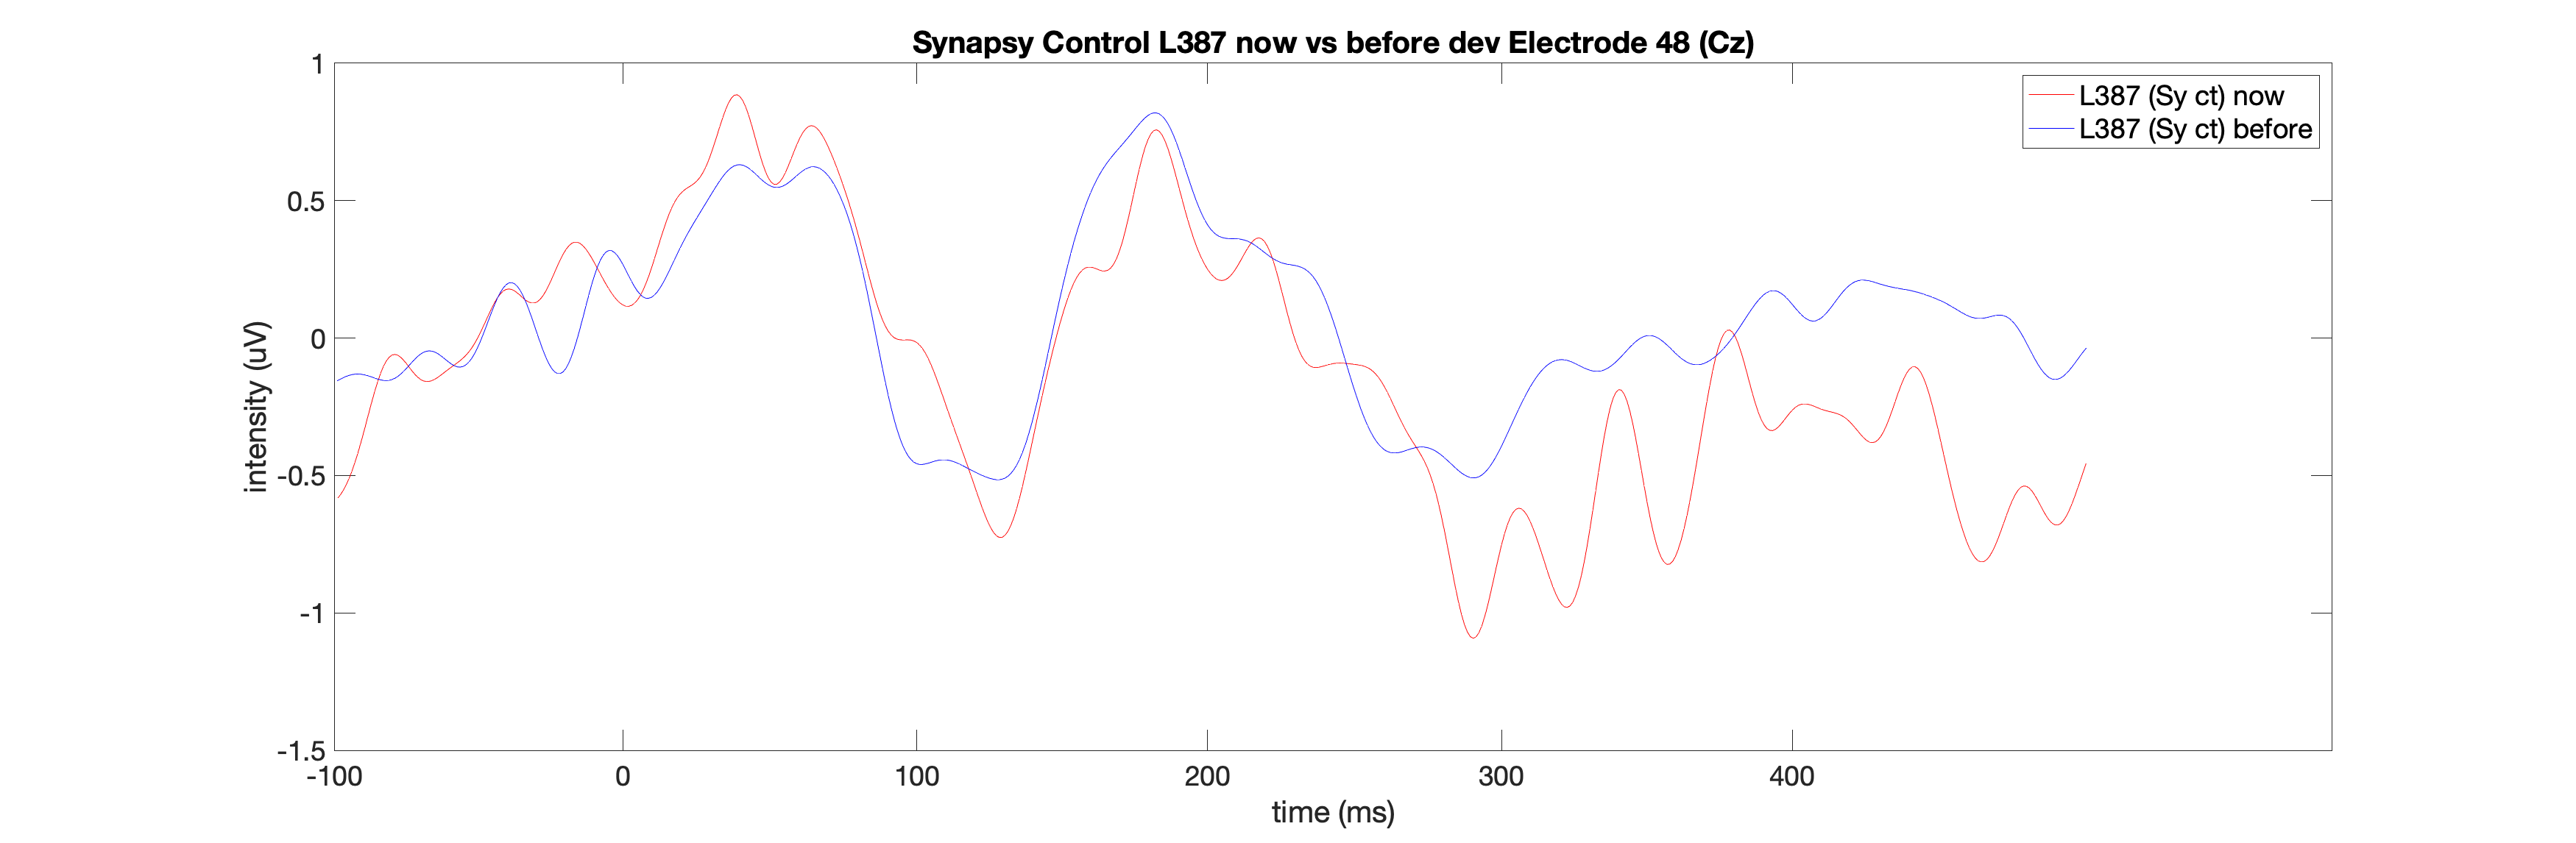 Synapsy Control L387 now vs before dev Electrode 48 (Cz)
L387 (Sy ct) now
L387 (Sy ct) before
intensity (uV)
1
0.5
0
-0.5
-1
-1.5
-100 0 100 200 300 400
time (ms)